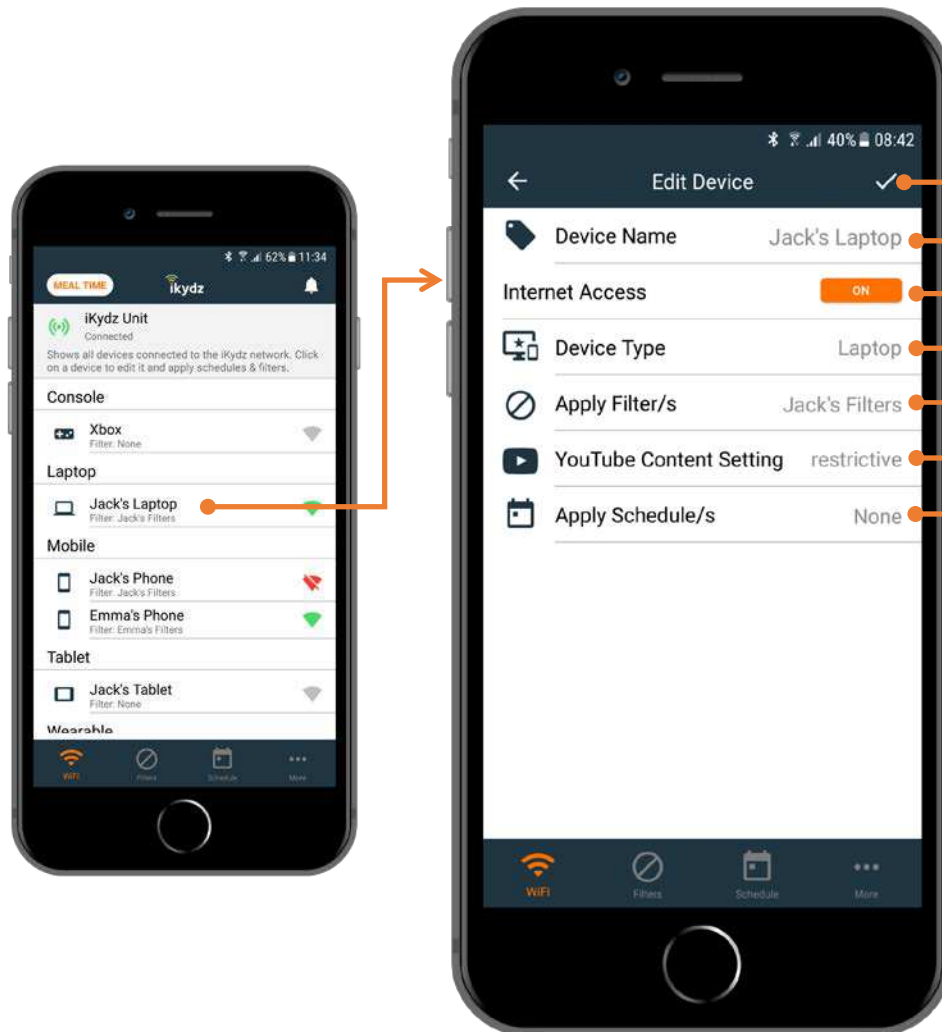 62% 11:34
MEAL TIME
ikydz
iKydz Unit
Connected
Shows all devices connected to the iKydz network. Click
on a device to edit it and apply schedules & filters.
Console
Xbox
Filter: None
Laptop
Jack's Laptop
Filter: Jack's Filters
Mobile
Jack's Phone
Filter: Jack's Filters
Emma's Phone
Filter: Emma's Filters
Tablet
Jack's Tablet
Filter: None
Wearable
WiFi Filters Schedule More
40% 08:42
Edit Device
Device Name Jack's Laptop
Internet Access ON
Device Type Laptop
Apply Filter/s Jack's Filters
YouTube Content Setting restrictive
Apply Schedule/s None
WiFi Filters Schedule More